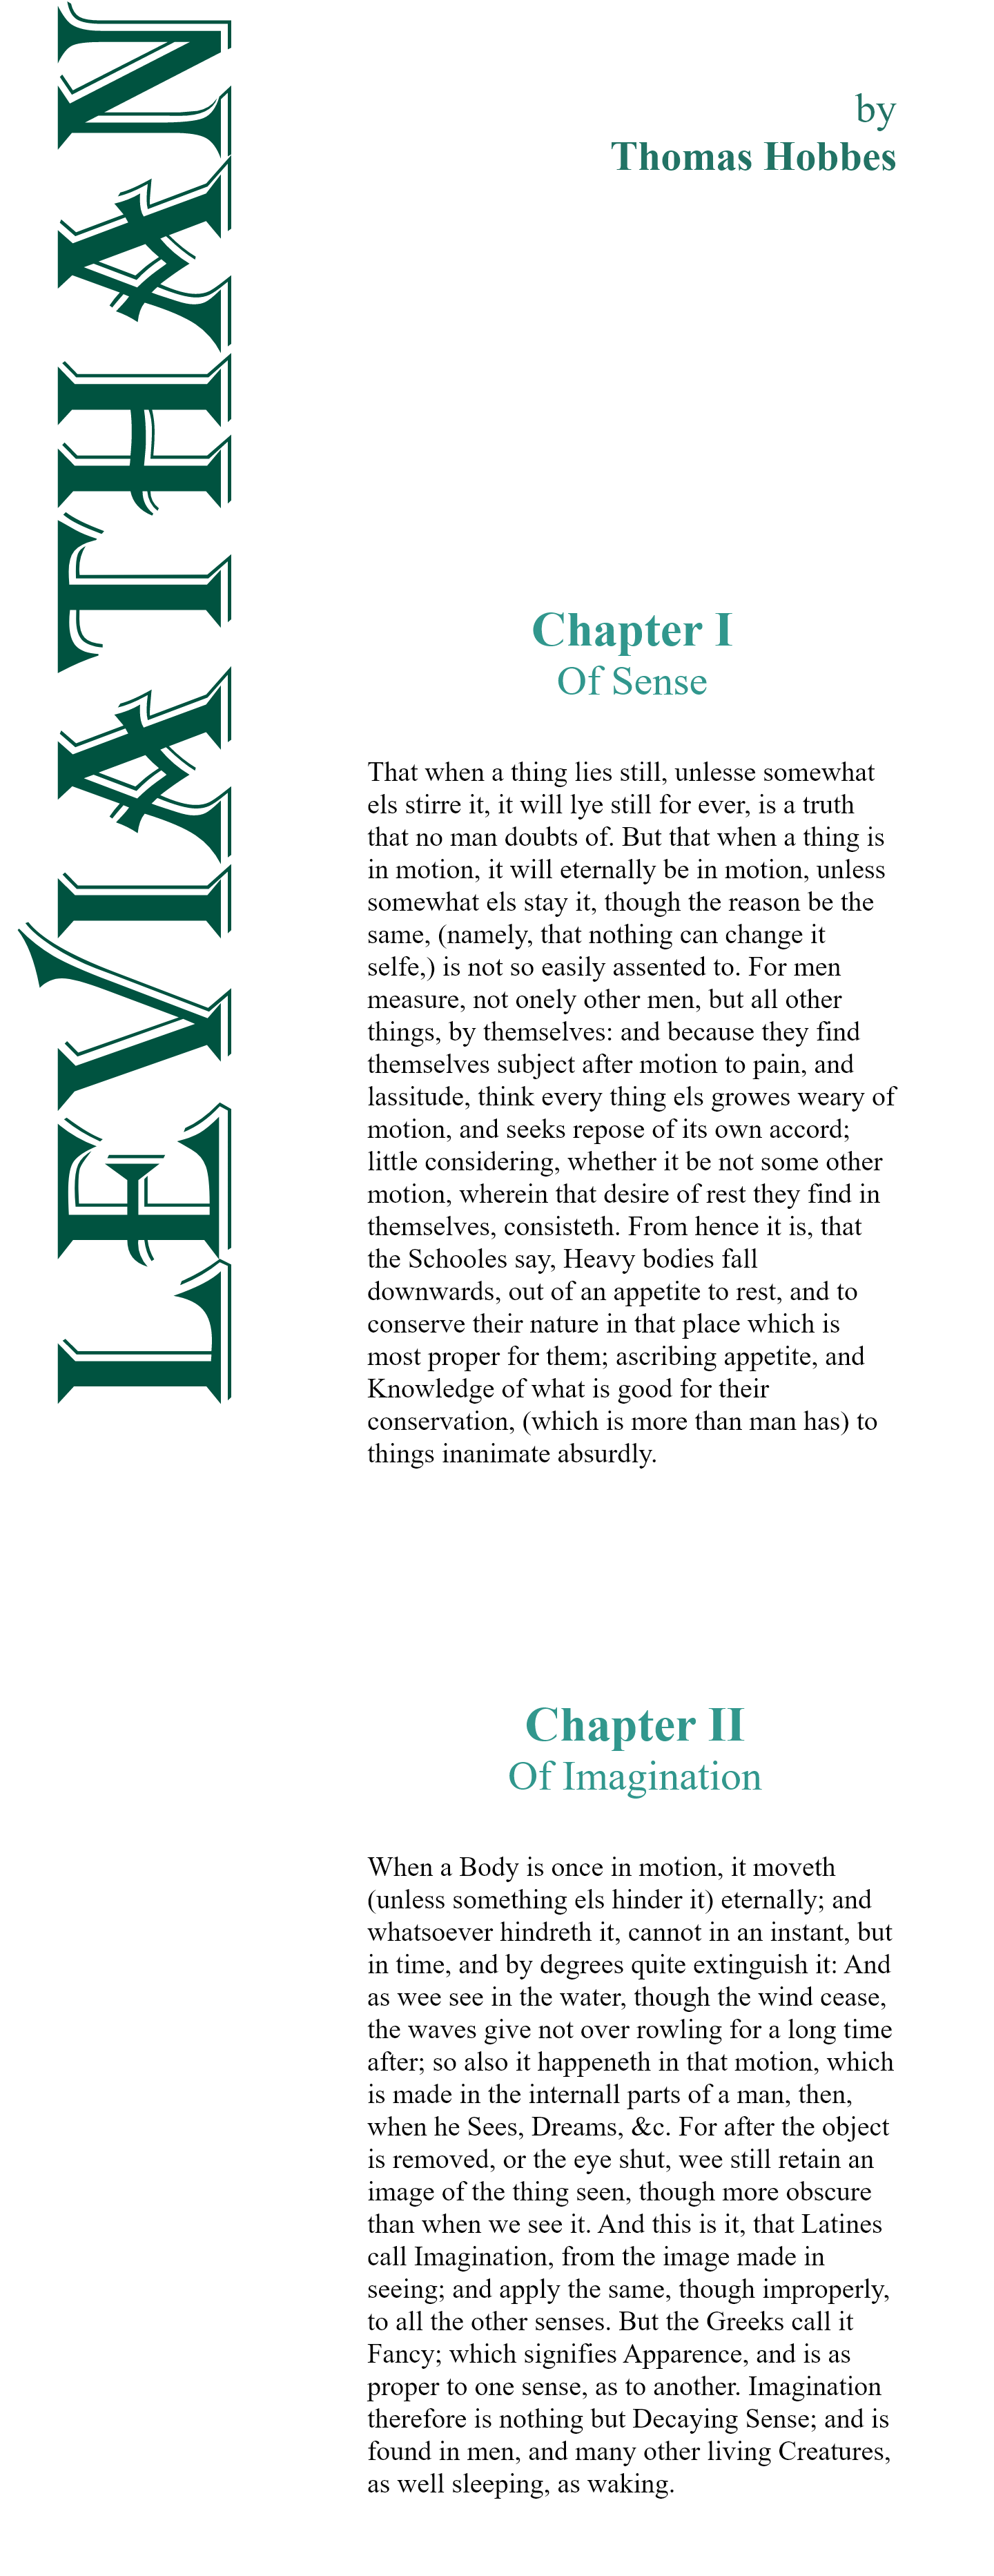 LEVIATHAN
by
Thomas Hobbes
Chapter I
Of Sense
That when a thing lies still, unlesse somewhat
els stirre it, it will lye still for ever, is a truth
that no man doubts of. But that when a thing is
in motion, it will eternally be in motion, unless
somewhat els stay it, though the reason be the
same, (namely, that nothing can change it
selfe,) is not so easily assented to. For men
measure, not onely other men, but all other
things, by themselves: and because they find
themselves subject after motion to pain, and
lassitude, think every thing els growes weary of
motion, and seeks repose of its own accord;
little considering, whether it be not some other
motion, wherein that desire of rest they find in
themselves, consisteth. From hence it is, that
the Schooles say, Heavy bodies fall
downwards, out of an appetite to rest, and to
conserve their nature in that place which is
most proper for them; ascribing appetite, and
Knowledge of what is good for their
conservation, (which is more than man has) to
things inanimate absurdly.
Chapter II
Of Imagination
When a Body is once in motion, it moveth
(unless something els hinder it) eternally; and
whatsoever hindreth it, cannot in an instant, but
in time, and by degrees quite extinguish it: And
as wee see in the water, though the wind cease,
the waves give not over rowling for a long time
after; so also it happeneth in that motion, which
is made in the internall parts of a man, then,
when he Sees, Dreams, &c. For after the object
is removed, or the eye shut, wee still retain an
image of the thing seen, though more obscure
than when we see it. And this is it, that Latines
call Imagination, from the image made in
seeing; and apply the same, though improperly,
to all the other senses. But the Greeks call it
Fancy; which signifies Apparence, and is as
proper to one sense, as to another. Imagination
therefore is nothing but Decaying Sense; and is
found in men, and many other living Creatures,
as well sleeping, as waking.